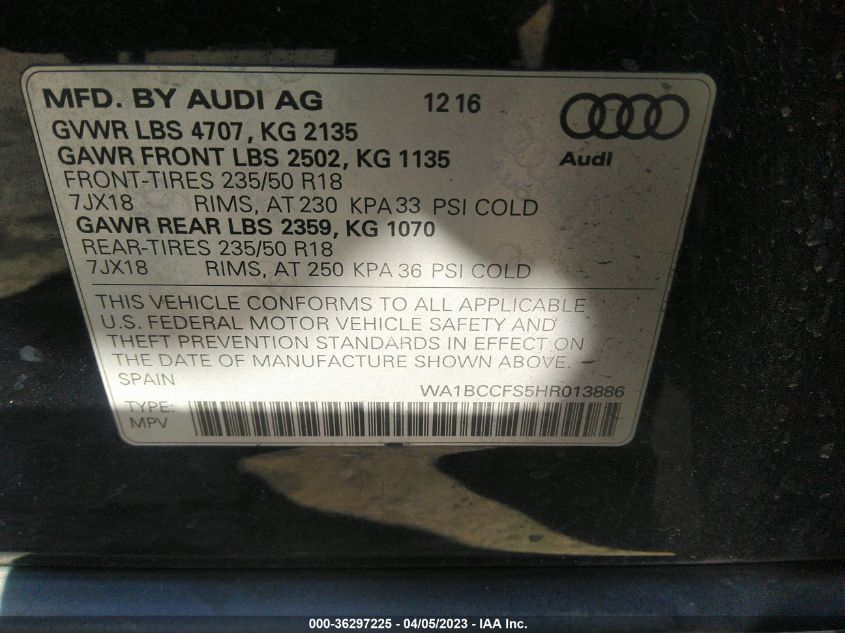 MFD. BY AUDI AG 12 16
GVWR LBS 4707, KG 2135
GAWR FRONT LBS 2502, KG 1135
Audi
FRONT-TIRES 235/50 R18
7JX18 RIMS, AT 230 KPA 33 PSI COLD
GAWR REAR LBS 2359, KG 1070
REAR-TIRES 235/50 R18
7JX18 RIMS, AT 250 KPA 36 PSI COLD
THIS VEHICLE CONFORMS TO ALL APPLICABLE
U.S. FEDERAL MOTOR VEHICLE SAFETY AND
THEFT PREVENTION STANDARDS IN EFFECT ON
THE DATE OF MANUFACTURE SHOWN ABOVE.
SPAIN WA1BCCFS5HR013886
TYPE:
MPV
000-36297225 - 04/05/2023 - IAA Inc.